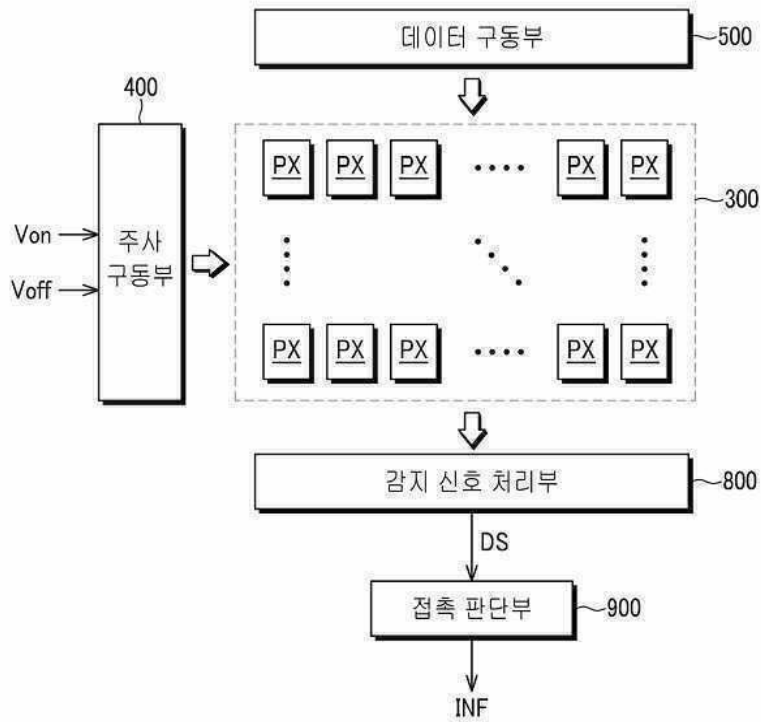 데이터 구동부
500
400
PX PX PX PX PX
300
Von
주사
구동부
Voff
PX PX PX PX PX
감지 신호 처리부
800
DS
접촉 판단부
900
INF